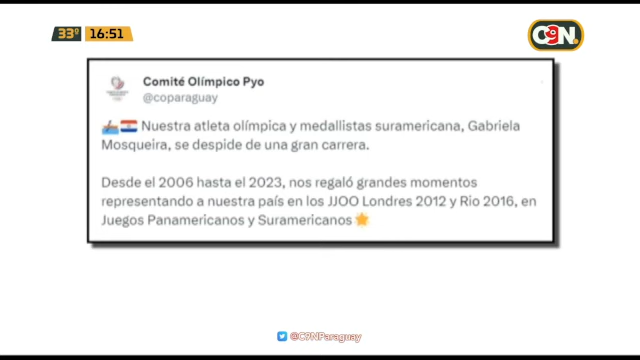 33º 16:51
C9N.
Comité Olímpico Pyo
@coparaguay
Nuestra atleta olímpica y medallistas suramericana, Gabriela
Mosqueira, se despide de una gran carrera.
Desde el 2006 hasta el 2023, nos regaló grandes momentos
representando a nuestra país en los JJOO Londres 2012 y Rio 2016, en
Juegos Panamericanos y Suramericanos
@C9NParaguay